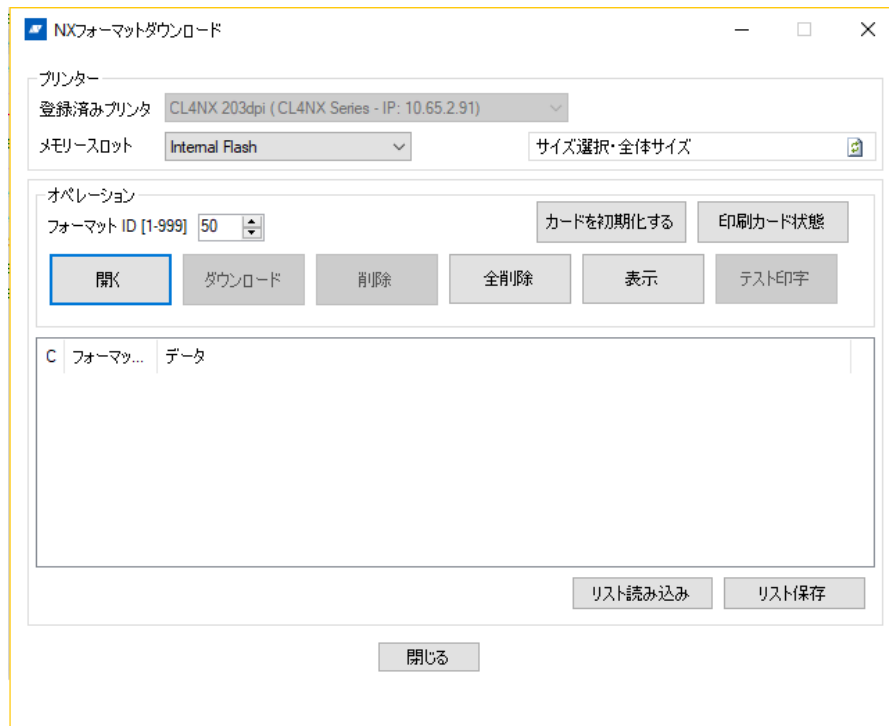 NXフォーマットダウンロード
プリンター
登録済みプリンタ CL4NX 203dpi ( CL4NX Series - IP: 10.65.2.91)
メモリースロット Internal Flash サイズ選択・全体サイズ
オペレーション
フォーマット ID [1-999] 50 カードを初期化する 印刷カード状態
開く ダウンロード 削除 全削除 表示 テスト印字
C フォーマッ... データ
リスト読み込み リスト保存
閉じる